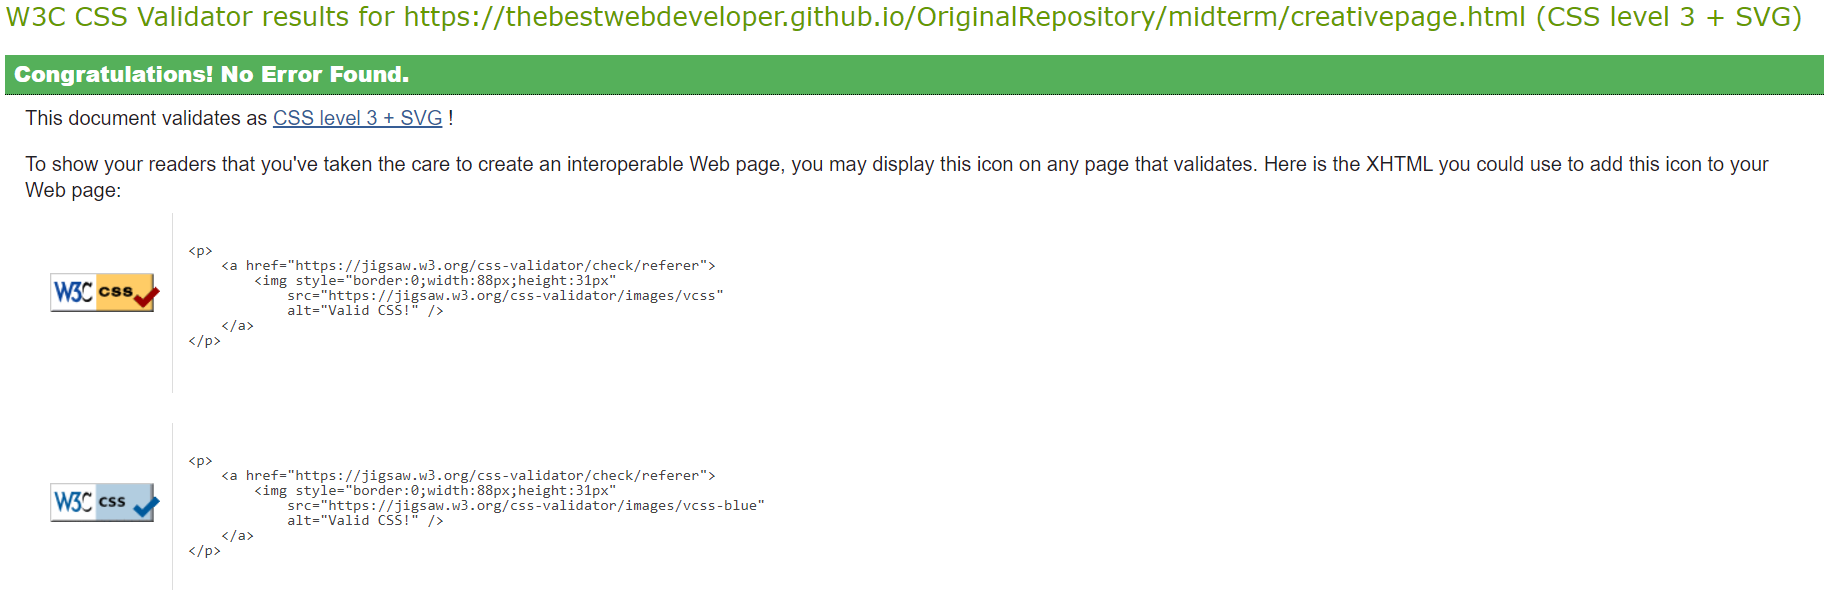 W3C CSS Validator results for https://thebestwebdeveloper.github.io/OriginalRepository/midterm/creativepage.html (CSS level 3 + SVG)
Congratulations! No Error Found.
This document validates as CSS level 3 + SVG !
To show your readers that you've taken the care to create an interoperable Web page, you may display this icon on any page that validates. Here is the XHTML you could use to add this icon to your
Web page:
W3C css
<p>
    <a href="https://jigsaw.w3.org/css-validator/check/referer">
        <img style="border:0;width:88px;height:31px"
            src="https://jigsaw.w3.org/css-validator/images/vcss"
            alt="Valid CSS!" />
    </a>
</p>
W3C css
<p>
    <a href="https://jigsaw.w3.org/css-validator/check/referer">
        <img style="border:0;width:88px;height:31px"
            src="https://jigsaw.w3.org/css-validator/images/vcss-blue"
            alt="Valid CSS!" />
    </a>
</p>